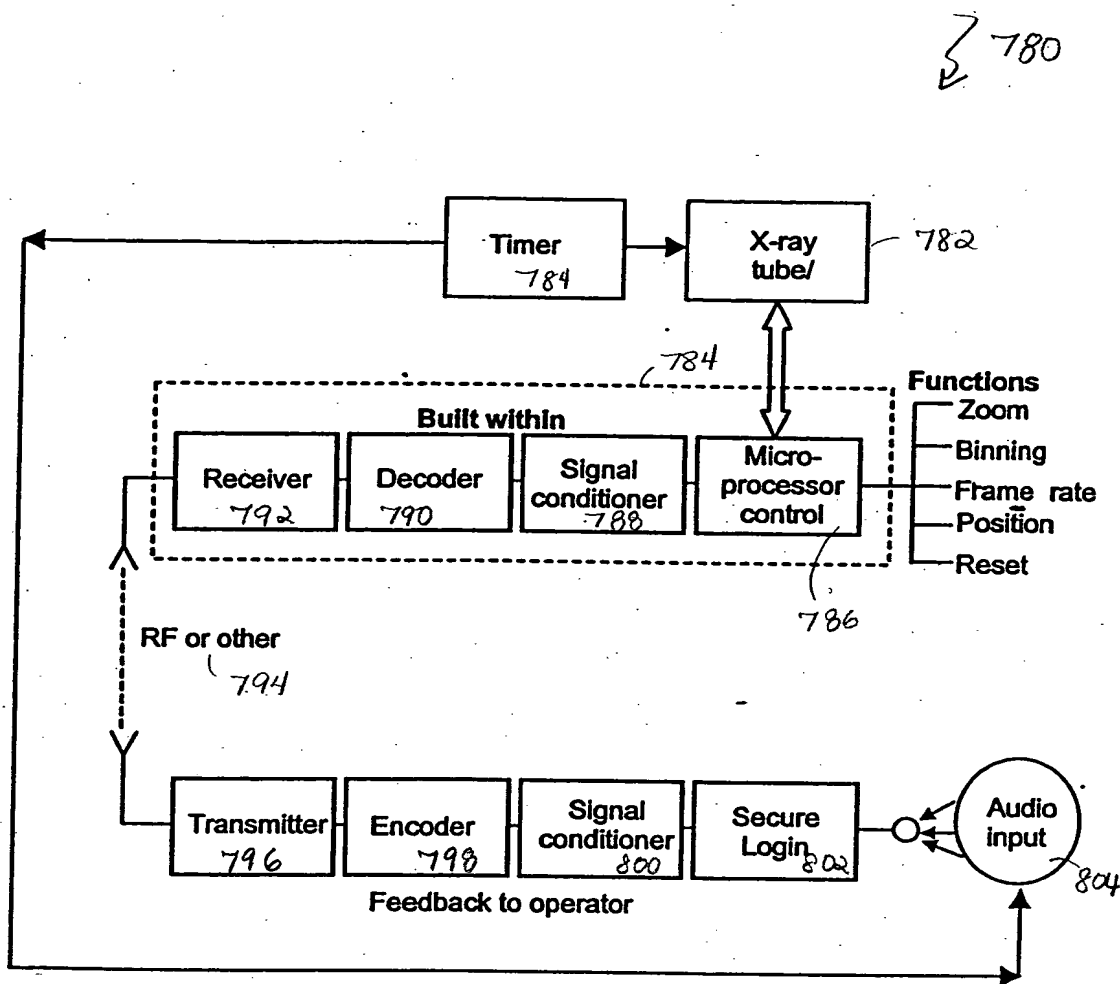 780
Timer
784
X-ray
tube/
782
784
Functions
Zoom
Binning
Frame rate
Position
Reset
Built within
Receiver
792
Decoder
790
Signal
conditioner
788
Micro-
processor
control
786
RF or other
794
Transmitter
796
Encoder
798
Signal
conditioner
800
Secure
Login
802
Audio
input
804
Feedback to operator